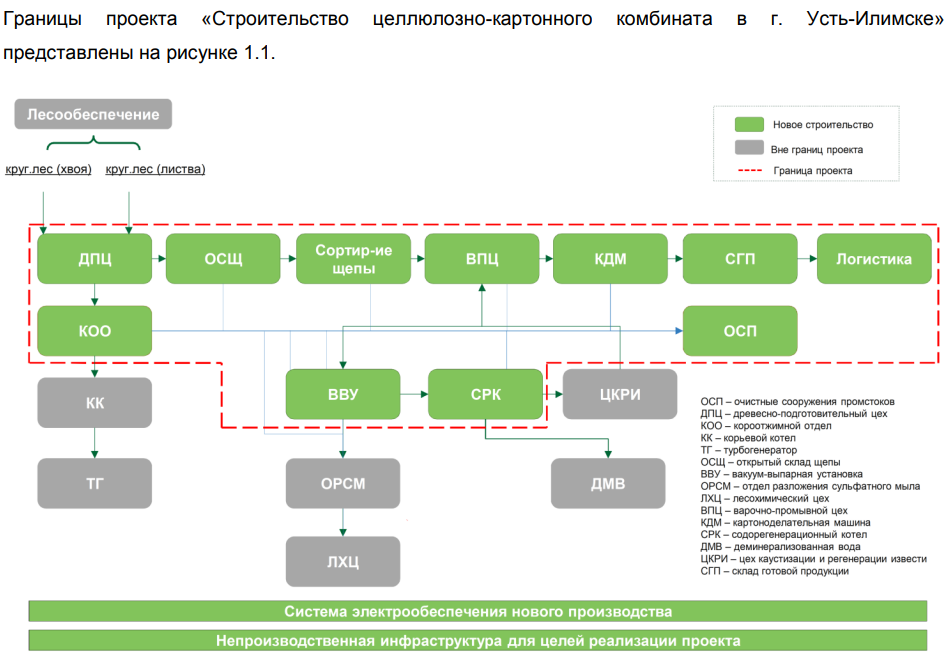 Границы проекта «Строительство целлюлозно-картонного комбината в г. Усть-Илимске»
представлены на рисунке 1.1.
Лесообеспечение
круг.лес (хвоя) круг.лес (листва)
Новое строительство
Вне границ проекта
Граница проекта
ДПЦ
ОСЩ
Сортир-ие
щепы
ВПЦ
КДМ
СГП
Логистика
КОО
ОСП
КК
ВВУ
СРК
ЦКРИ
ТГ
ОРСМ
ДМВ
ЛХЦ
ОСП – очистные сооружения промстоков
ДПЦ – древесно-подготовительный цех
КОО – короотжимной отдел
КК – корьевой котел
ТГ – турбогенератор
ОСЩ – открытый склад щепы
ВВУ – вакуум-выпарная установка
ОРСМ – отдел разложения сульфатного мыла
ЛХЦ – лесохимический цех
ВПЦ – варочно-промывной цех
КДМ – картоноделательная машина
СРК – содорегенерационный котел
ДМВ – деминерализованная вода
ЦКРИ – цех каустизации и регенерации извести
СГП – склад готовой продукции
Система электрообеспечения нового производства
Непроизводственная инфраструктура для целей реализации проекта